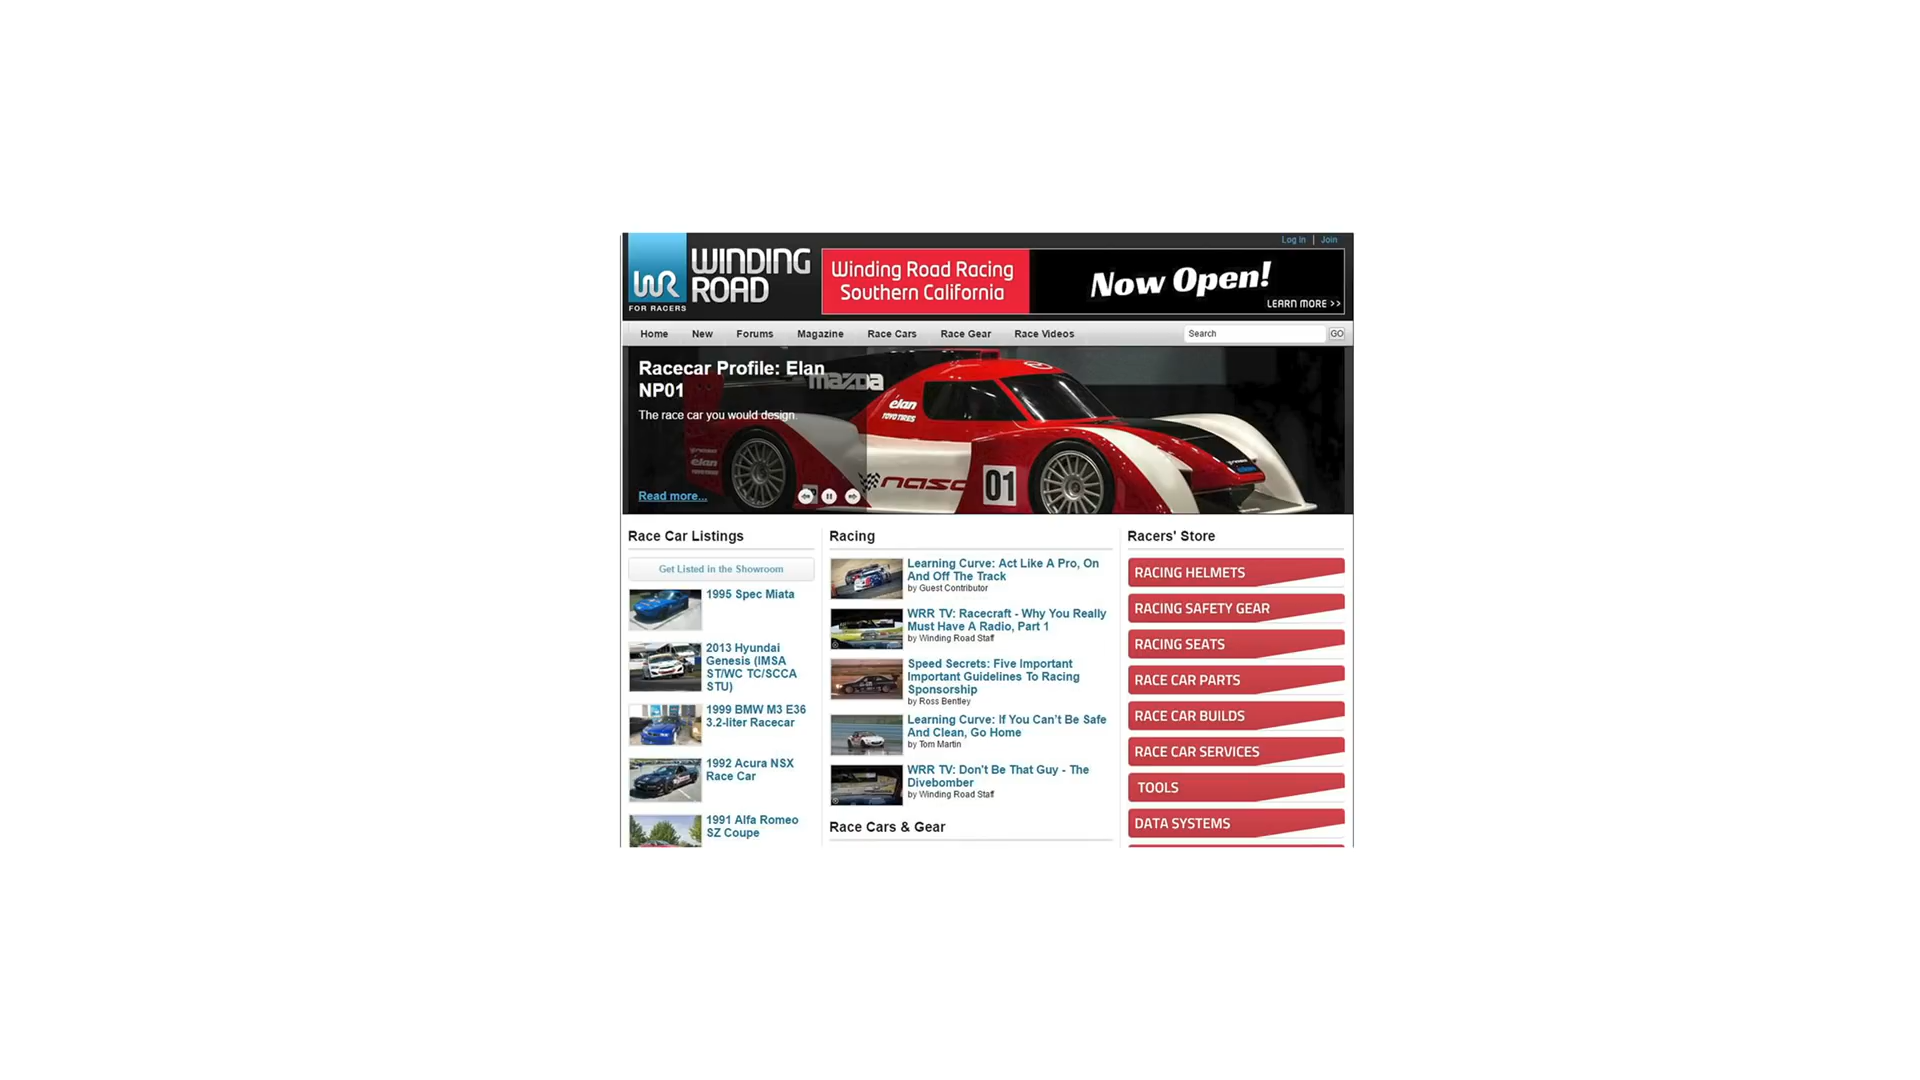 Log In | Join
WR
FOR RACERS
WINDING
ROAD
Winding Road Racing
Southern California
Now Open!
LEARN MORE >>
Home New Forums Magazine Race Cars Race Gear Race Videos Search GO
Racecar Profile: Elan
NP01
The race car you would design.
Read more...
mazda
élan
TOYO TIRES
élan
nasa
01
Race Car Listings
Get Listed in the Showroom
1995 Spec Miata
2013 Hyundai
Genesis (IMSA
ST/WC TC/SCCA
STU)
1999 BMW M3 E36
3.2-liter Racecar
1992 Acura NSX
Race Car
1991 Alfa Romeo
SZ Coupe
Racing
Learning Curve: Act Like A Pro, On
And Off The Track
by Guest Contributor
WRR TV: Racecraft - Why You Really
Must Have A Radio, Part 1
by Winding Road Staff
Speed Secrets: Five Important
Important Guidelines To Racing
Sponsorship
by Ross Bentley
Learning Curve: If You Can't Be Safe
And Clean, Go Home
by Tom Martin
WRR TV: Don't Be That Guy - The
Divebomber
by Winding Road Staff
Race Cars & Gear
Racers' Store
RACING HELMETS
RACING SAFETY GEAR
RACING SEATS
RACE CAR PARTS
RACE CAR BUILDS
RACE CAR SERVICES
TOOLS
DATA SYSTEMS